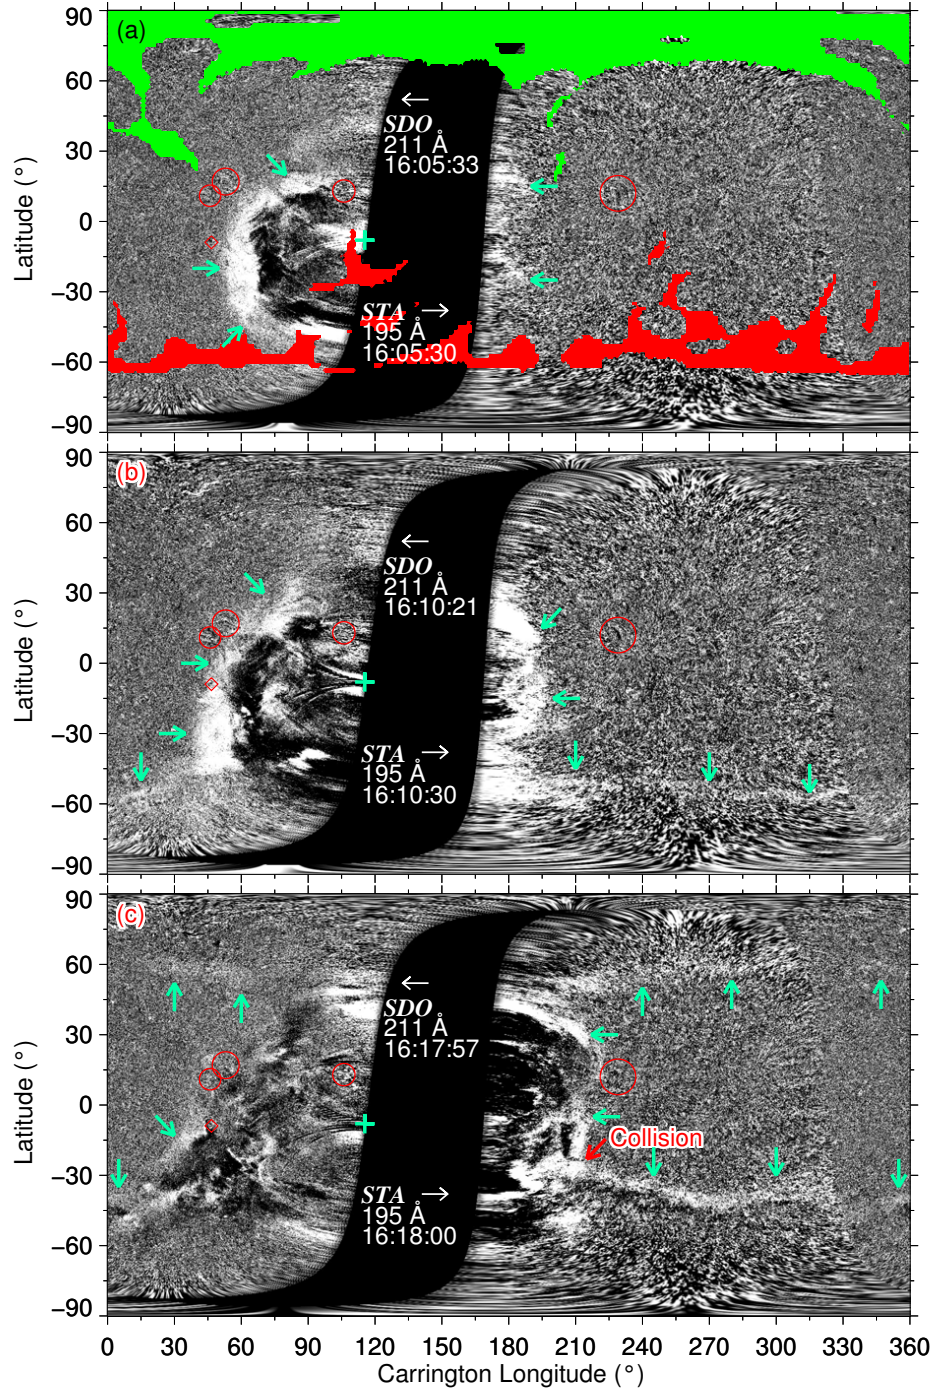 90
(a)
60
SDO
211 Å
16:05:33
30
Latitude (°)
0
−30
STA
195 Å
16:05:30
−60
−90
90
(b)
60
SDO
211 Å
16:10:21
30
Latitude (°)
0
−30
STA
195 Å
16:10:30
−60
−90
90
(c)
60
SDO
211 Å
16:17:57
30
Latitude (°)
0
Collision
−30
STA
195 Å
16:18:00
−60
−90
0 30 60 90 120 150 180 210 240 270 300 330 360
Carrington Longitude (°)